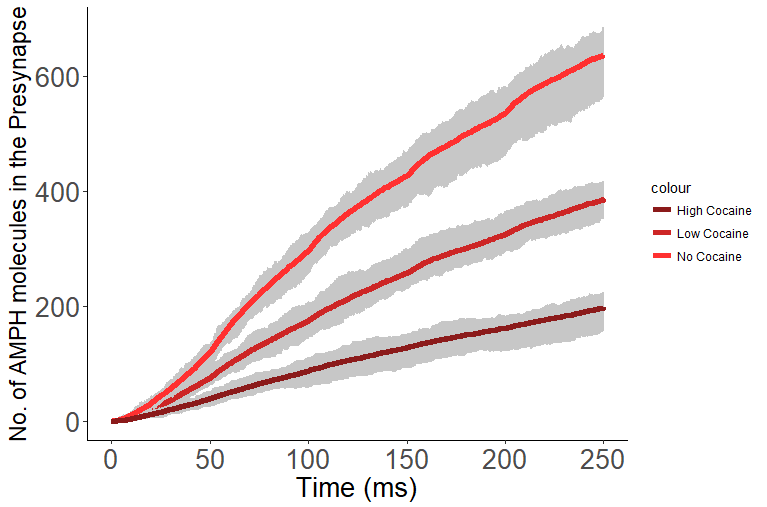 No. of AMPH molecules in the Presynapse
600
400
200
0
0 50 100 150 200 250
Time (ms)
colour
High Cocaine
Low Cocaine
No Cocaine